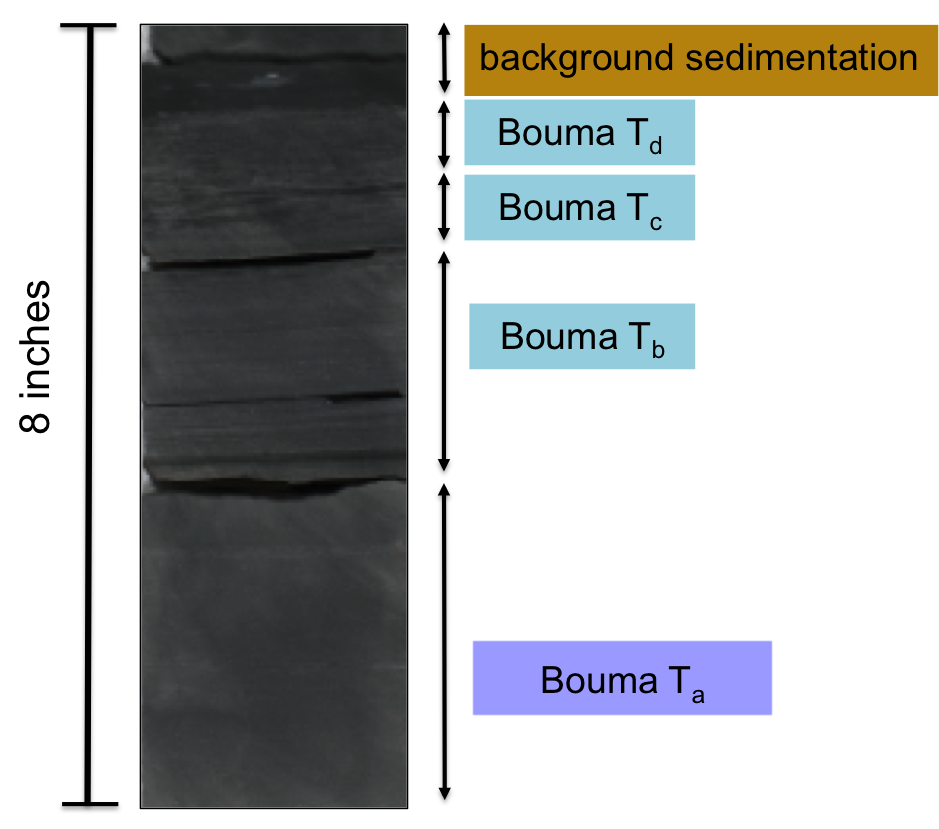 background sedimentation
Bouma Td
Bouma Tc
Bouma Tb
8 inches
Bouma Ta